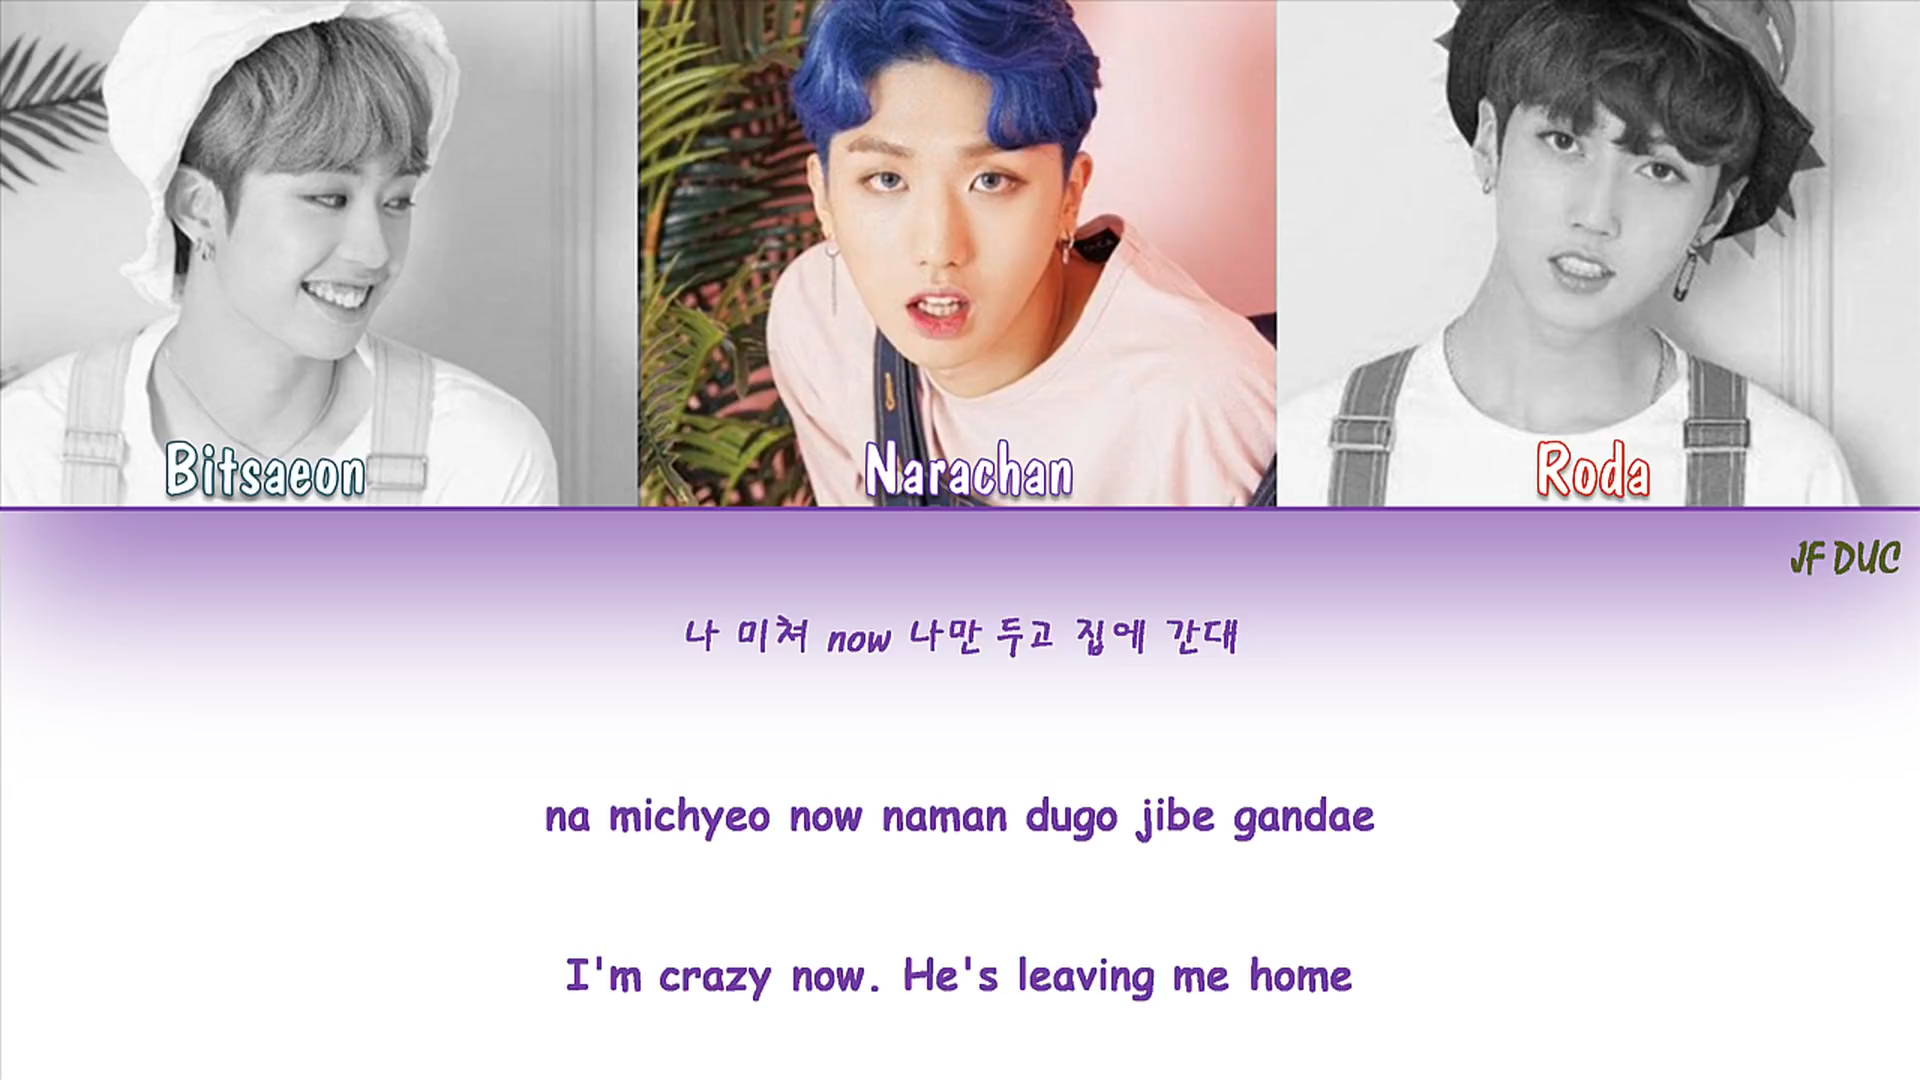 Bitsaeon
Narachan
Roda
JF DUC
나 미쳐 now 나만 두고 집에 간대
na michyeo now naman dugo jibe gandae
I'm crazy now. He's leaving me home